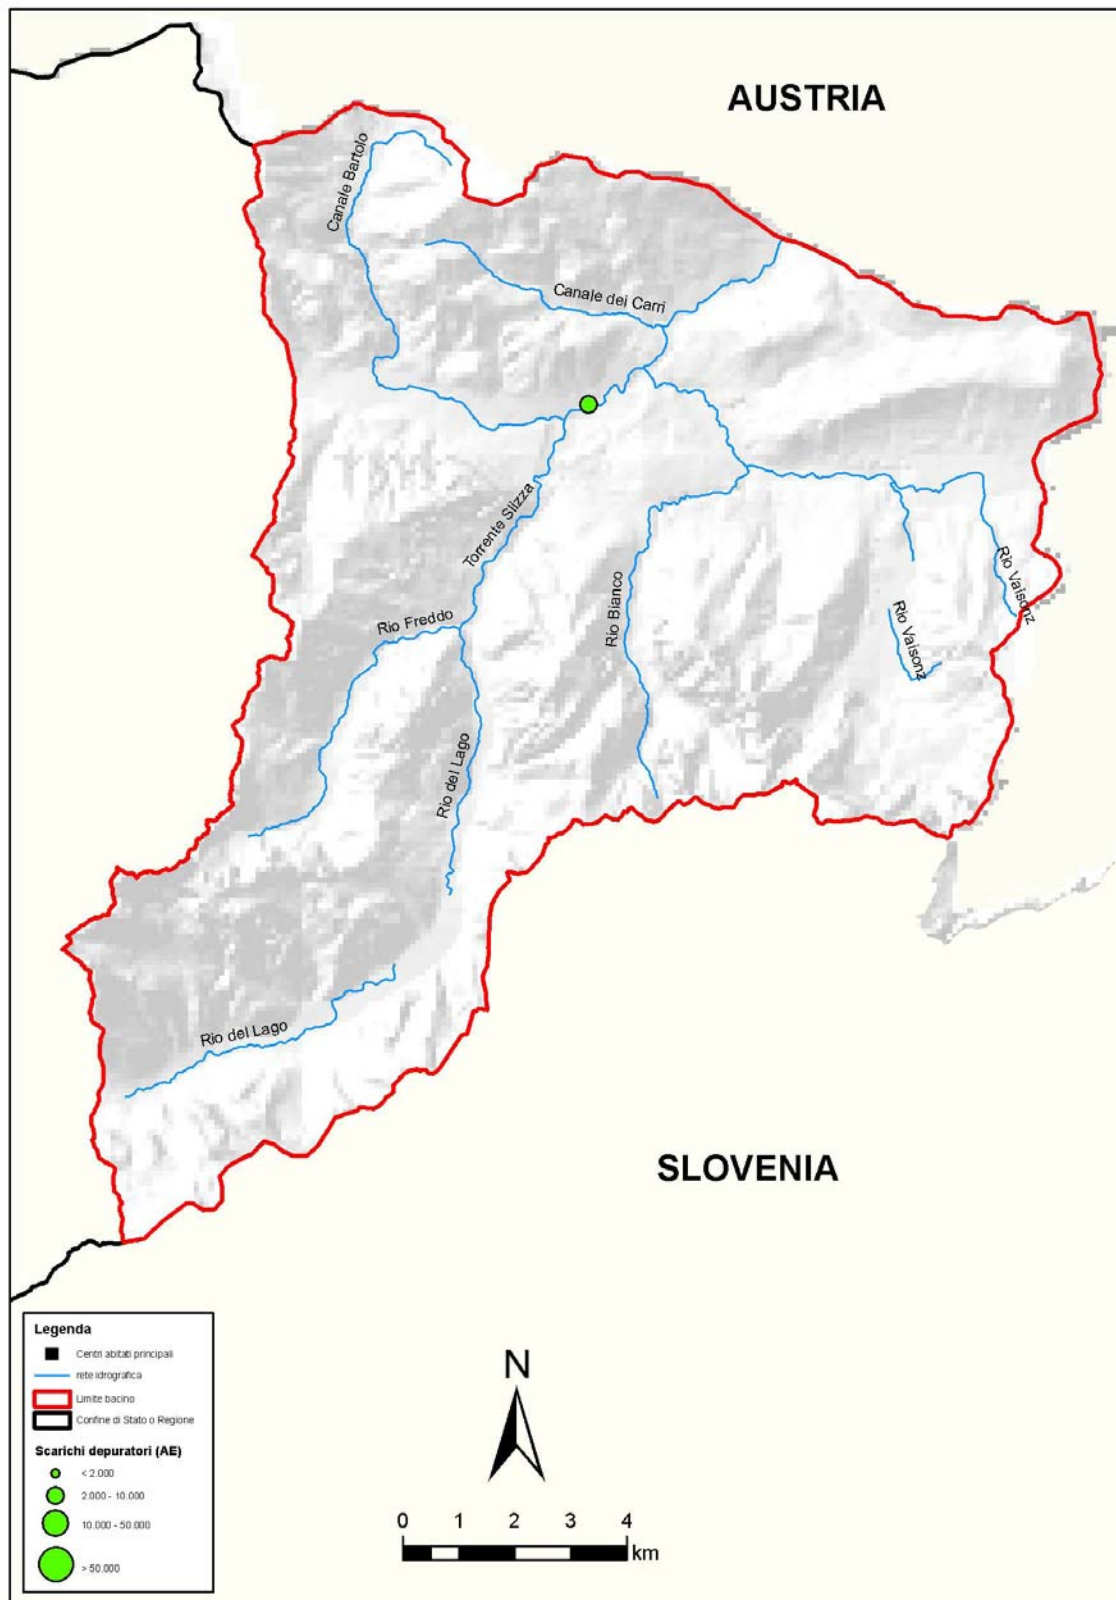 AUSTRIA
Canale Bartolo
Canale dei Carri
Torrente Slizza
Rio Freddo
Rio Bianco
Rio Vaisonz
Rio Vaisonz
Rio del Lago
Rio del Lago
SLOVENIA
Legenda
Centri abitati principali
rete idrografica
Limite bacino
Confine di Stato o Regione
Scarichi depuratori (AE)
< 2.000
2.000 - 10.000
10.000 - 50.000
> 50.000
N
0 1 2 3 4
km